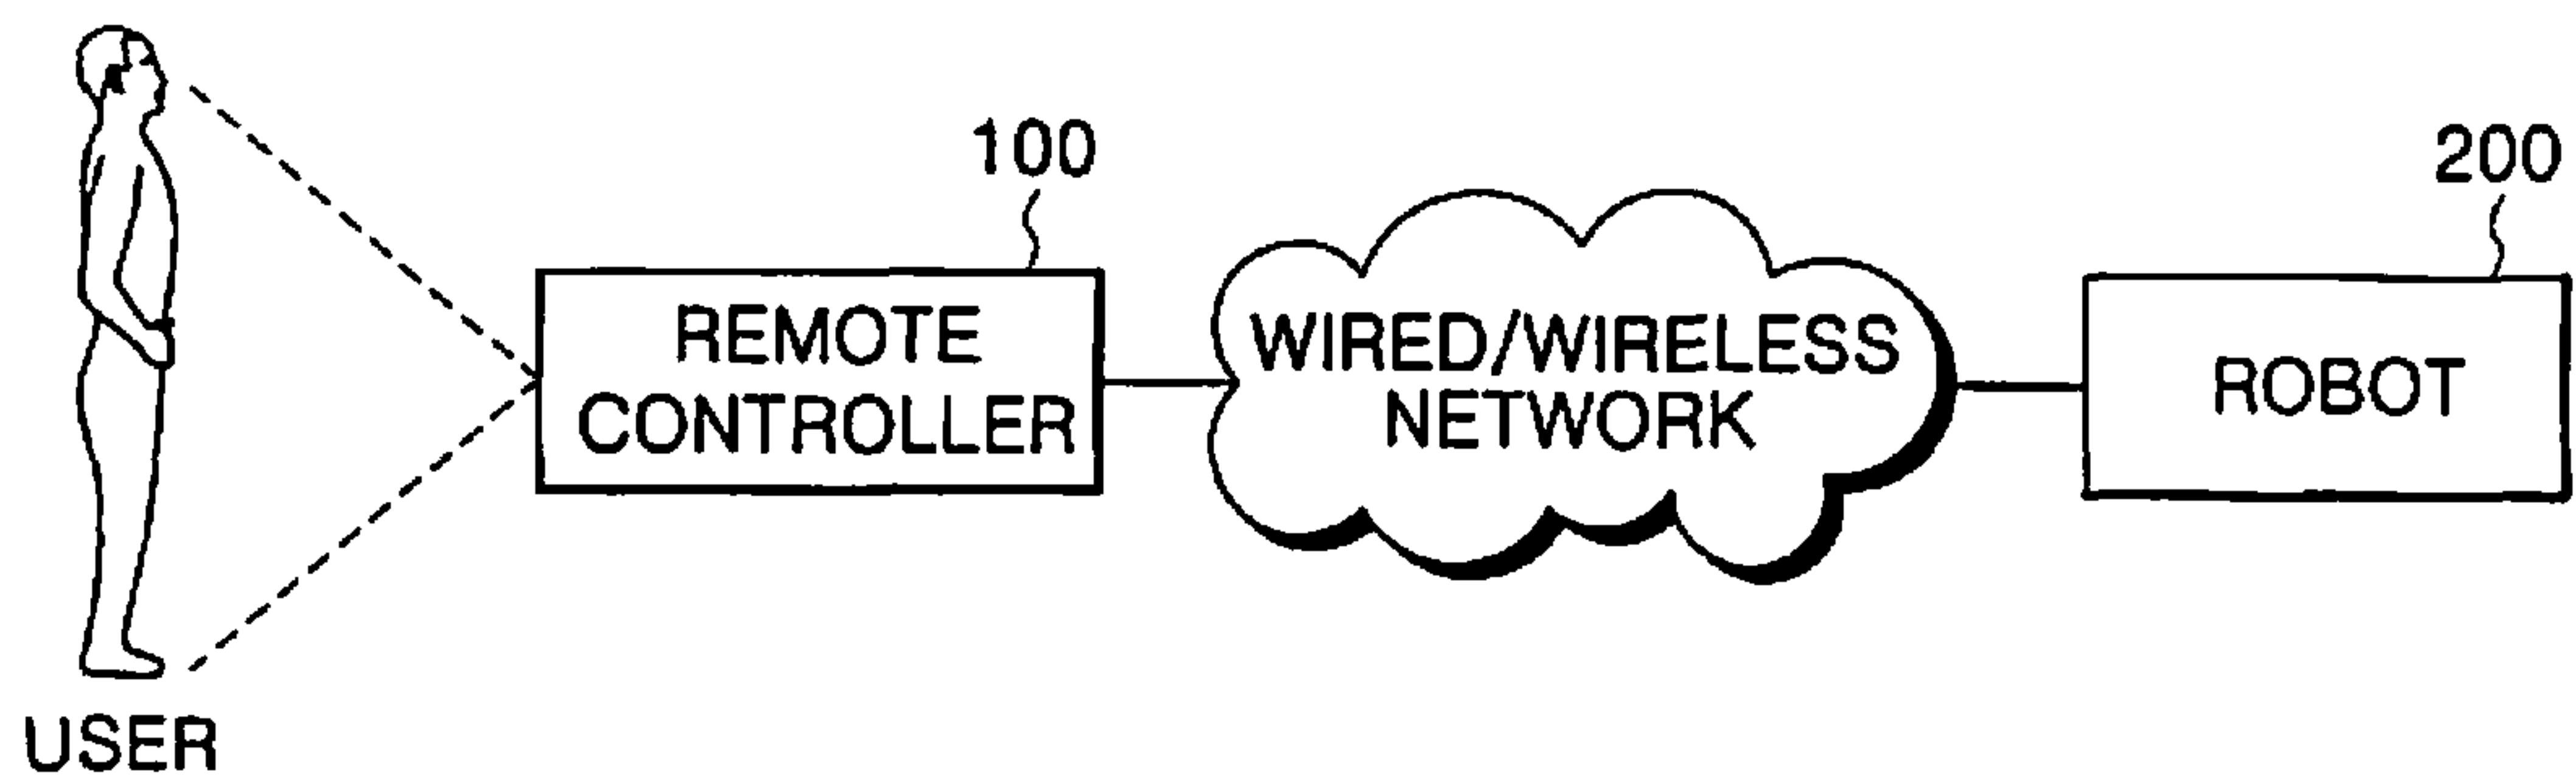 100
200
REMOTE
CONTROLLER
WIRED/WIRELESS
NETWORK
ROBOT
USER